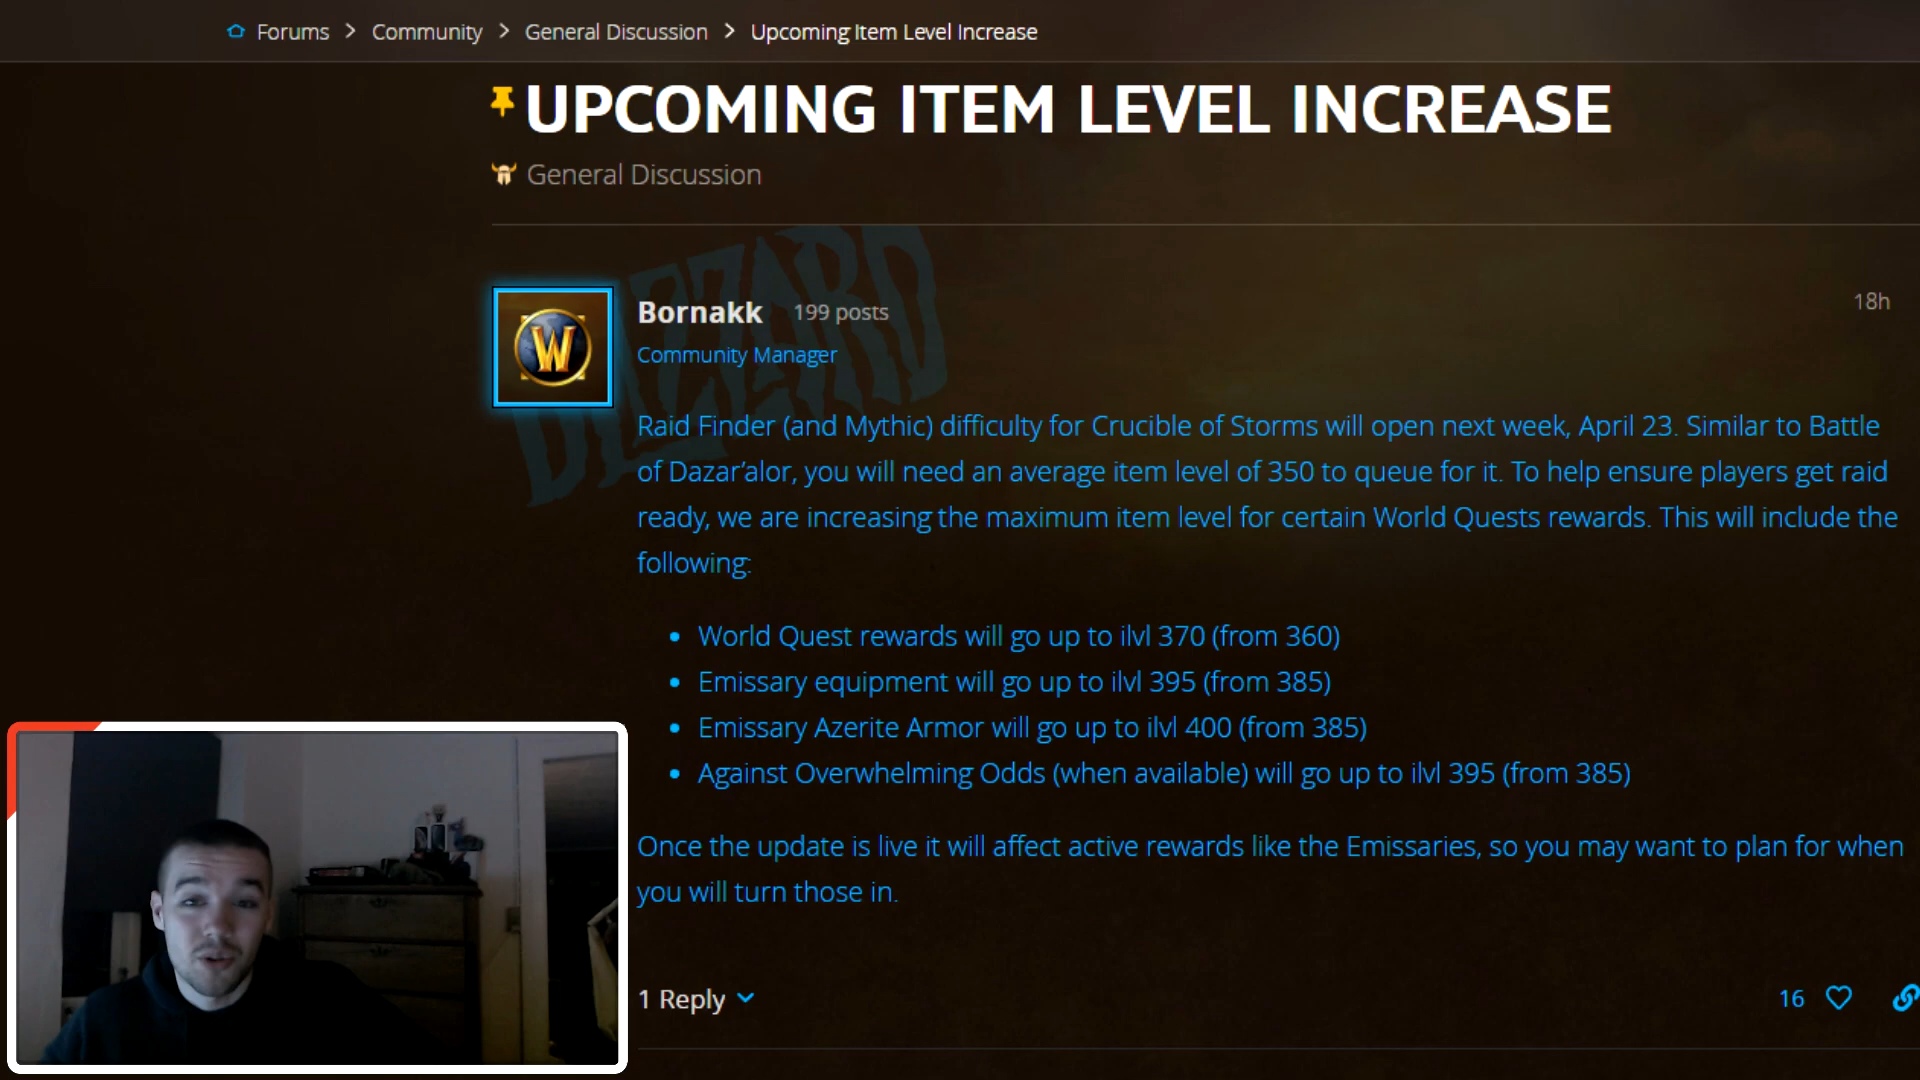 Forums > Community > General Discussion > Upcoming Item Level Increase
UPCOMING ITEM LEVEL INCREASE
General Discussion
BLIZZARD
W
Bornakk 199 posts 18h
Community Manager
Raid Finder (and Mythic) difficulty for Crucible of Storms will open next week, April 23. Similar to Battle
of Dazar’alor, you will need an average item level of 350 to queue for it. To help ensure players get raid
ready, we are increasing the maximum item level for certain World Quests rewards. This will include the
following:
• World Quest rewards will go up to ilvl 370 (from 360)
• Emissary equipment will go up to ilvl 395 (from 385)
• Emissary Azerite Armor will go up to ilvl 400 (from 385)
• Against Overwhelming Odds (when available) will go up to ilvl 395 (from 385)
Once the update is live it will affect active rewards like the Emissaries, so you may want to plan for when
you will turn those in.
1 Reply 16